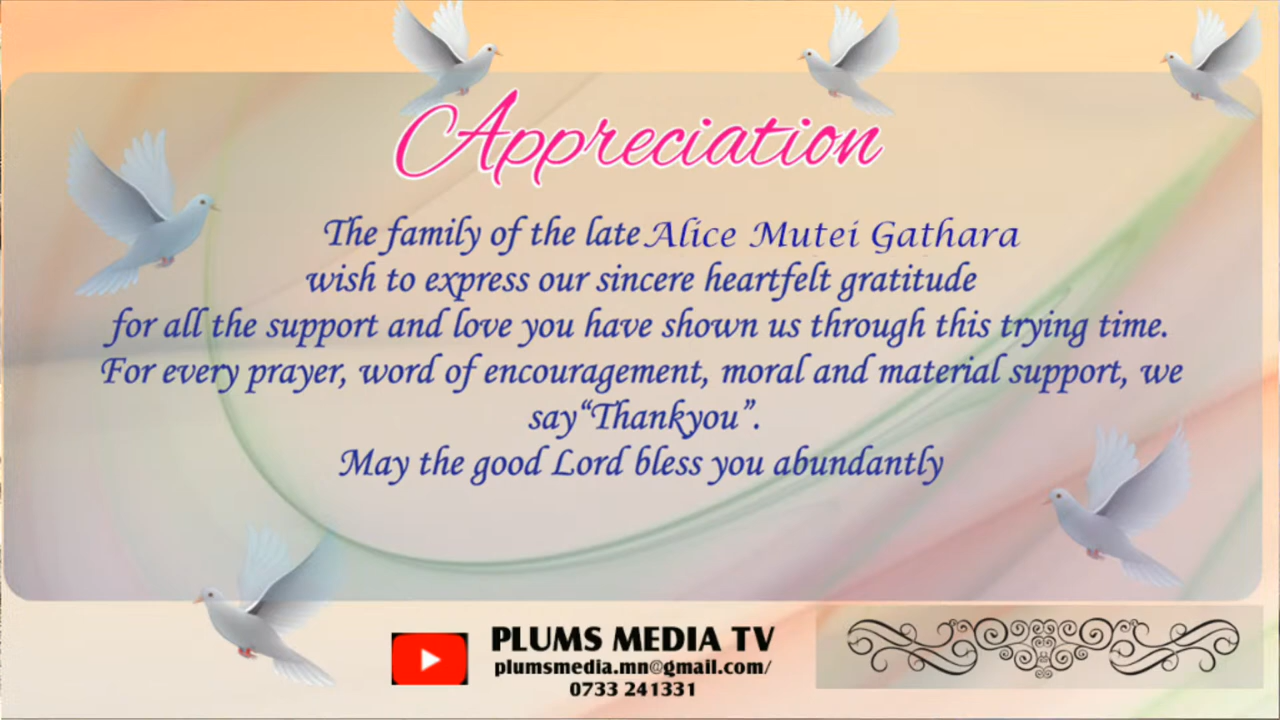 Appreciation
The family of the late Alice Mutei Gathara
wish to express our sincere heartfelt gratitude
for all the support and love you have shown us through this trying time.
For every prayer, word of encouragement, moral and material support, we
say“Thankyou”.
May the good Lord bless you abundantly
PLUMS MEDIA TV
plumsmedia.mn@gmail.com/
0733 241331